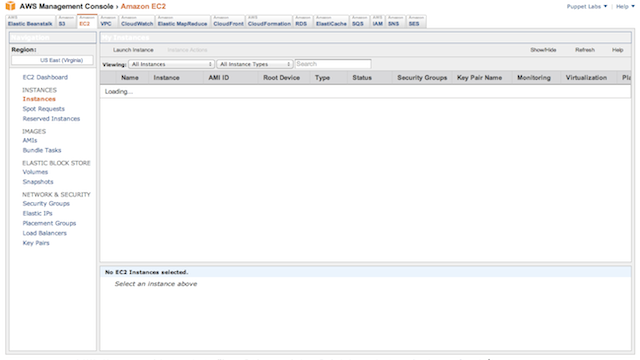 AWS Management Console › Amazon EC2
Puppet Labs ▼ | Help ▼
AWS Elastic Beanstalk
Amazon S3
Amazon EC2
Amazon VPC
Amazon CloudWatch
Amazon Elastic MapReduce
Amazon CloudFront
Amazon CloudFormation
Amazon RDS
Amazon ElastiCache
Amazon SQS
AWS IAM
Amazon SNS
Amazon SES
Navigation
My Instances
Region:
US East (Virginia)
Launch Instance
Instance Actions
Show/Hide
Refresh
Help
Viewing: All Instances
All Instance Types
Search
Name
Instance
AMI ID
Root Device
Type
Status
Security Groups
Key Pair Name
Monitoring
Virtualization
Loading...
EC2 Dashboard
INSTANCES
Instances
Spot Requests
Reserved Instances
IMAGES
AMIs
Bundle Tasks
ELASTIC BLOCK STORE
Volumes
Snapshots
NETWORK & SECURITY
Security Groups
Elastic IPs
Placement Groups
Load Balancers
Key Pairs
No EC2 Instances selected.
Select an instance above